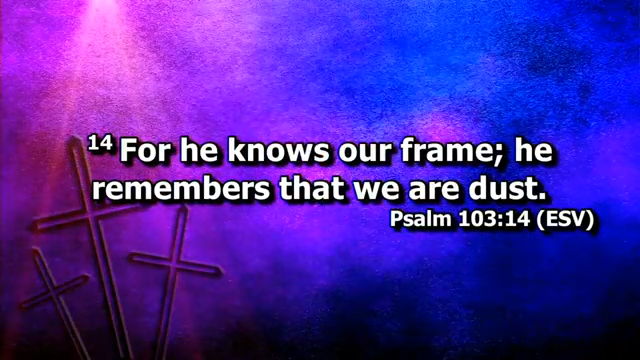 14 For he knows our frame; he
remembers that we are dust.
Psalm 103:14 (ESV)